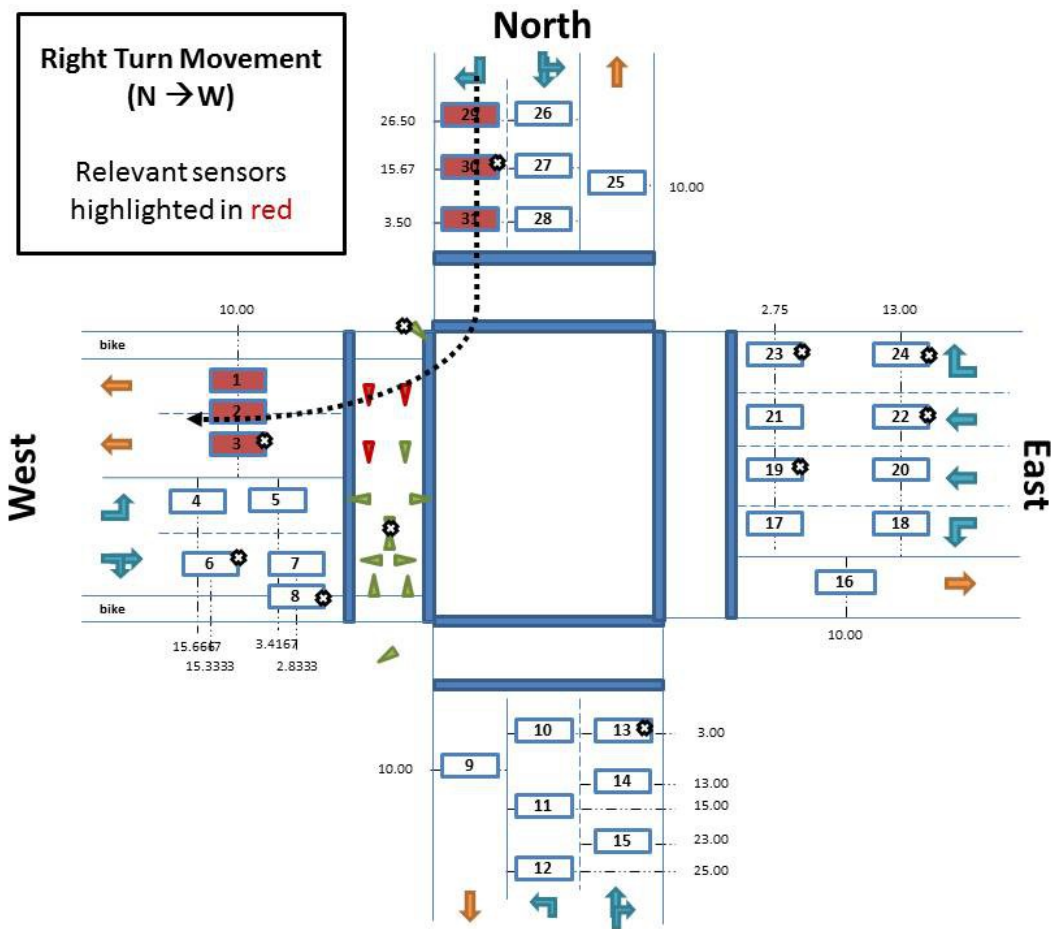 North
Right Turn Movement
(N → W)
Relevant sensors
highlighted in red
26.50 29 26
15.67 30 27
25 10.00
3.50 31 28
10.00 2.75 13.00
bike
23 24
1
2 21 22
3
West
19 20
East
4 5
17 18
6 7
16
bike 8
15.6667 3.4167 10.00
15.3333 2.8333
10 13 3.00
10.00 9
14 13.00
11 15.00
15 23.00
12 25.00